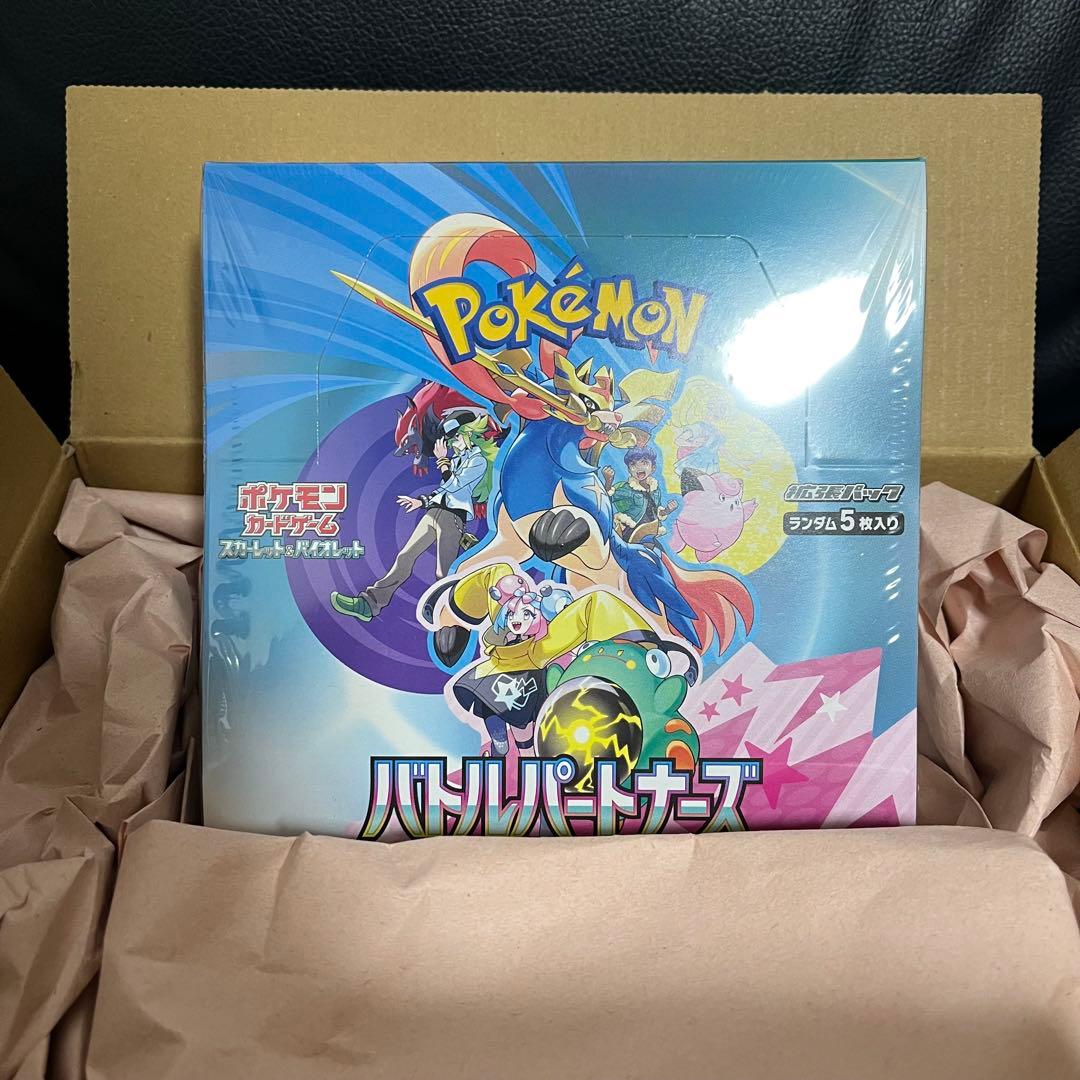 POKÉMON
ポケモン
カードゲーム
スカーレット&バイオレット
拡張パック
ランダム5枚入り
バトルパートナーズ